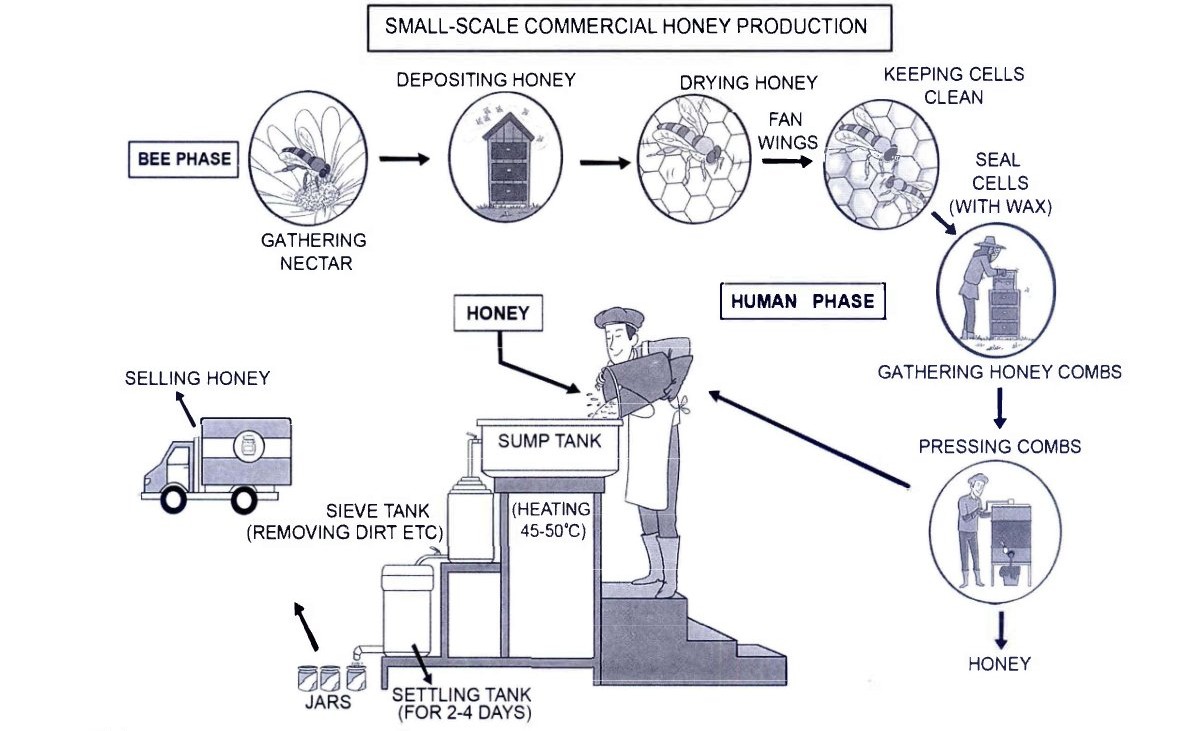 SMALL-SCALE COMMERCIAL HONEY PRODUCTION
BEE PHASE
GATHERING
NECTAR
DEPOSITING HONEY
DRYING HONEY
FAN
WINGS
KEEPING CELLS
CLEAN
SEAL
CELLS
(WITH WAX)
HUMAN PHASE
GATHERING HONEY COMBS
PRESSING COMBS
HONEY
HONEY
SUMP TANK
(HEATING
45-50°C)
SIEVE TANK
(REMOVING DIRT ETC)
SETTLING TANK
(FOR 2-4 DAYS)
JARS
SELLING HONEY